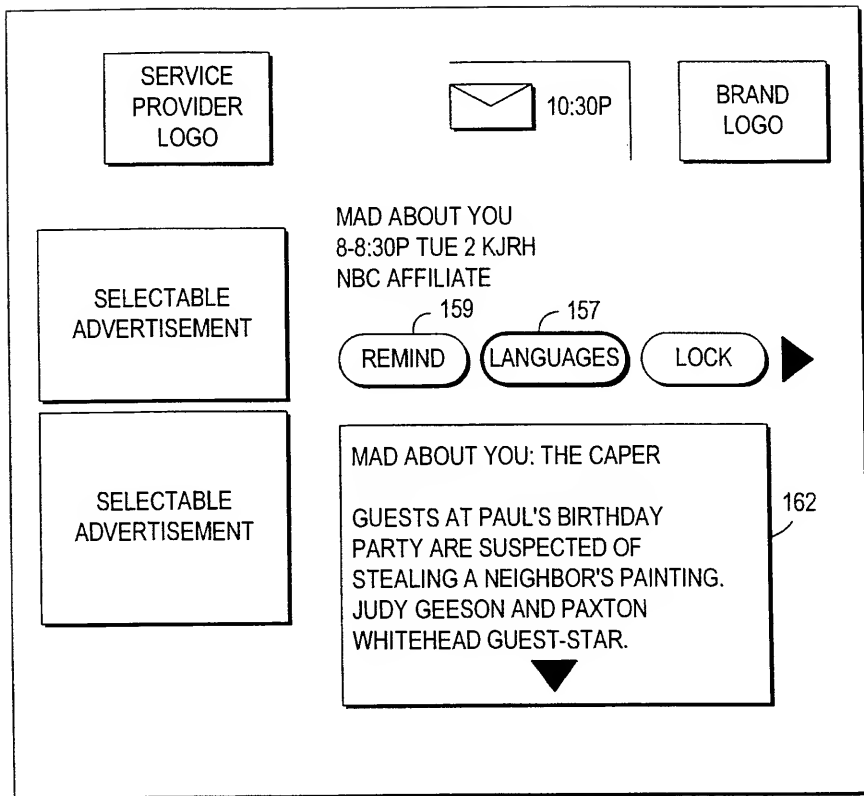 SERVICE
PROVIDER
LOGO
10:30P
BRAND
LOGO
MAD ABOUT YOU
8-8:30P TUE 2 KJRH
NBC AFFILIATE
159
157
REMIND
LANGUAGES
LOCK
SELECTABLE
ADVERTISEMENT
SELECTABLE
ADVERTISEMENT
MAD ABOUT YOU: THE CAPER
GUESTS AT PAUL'S BIRTHDAY
PARTY ARE SUSPECTED OF
STEALING A NEIGHBOR'S PAINTING.
JUDY GEESON AND PAXTON
WHITEHEAD GUEST-STAR.
162